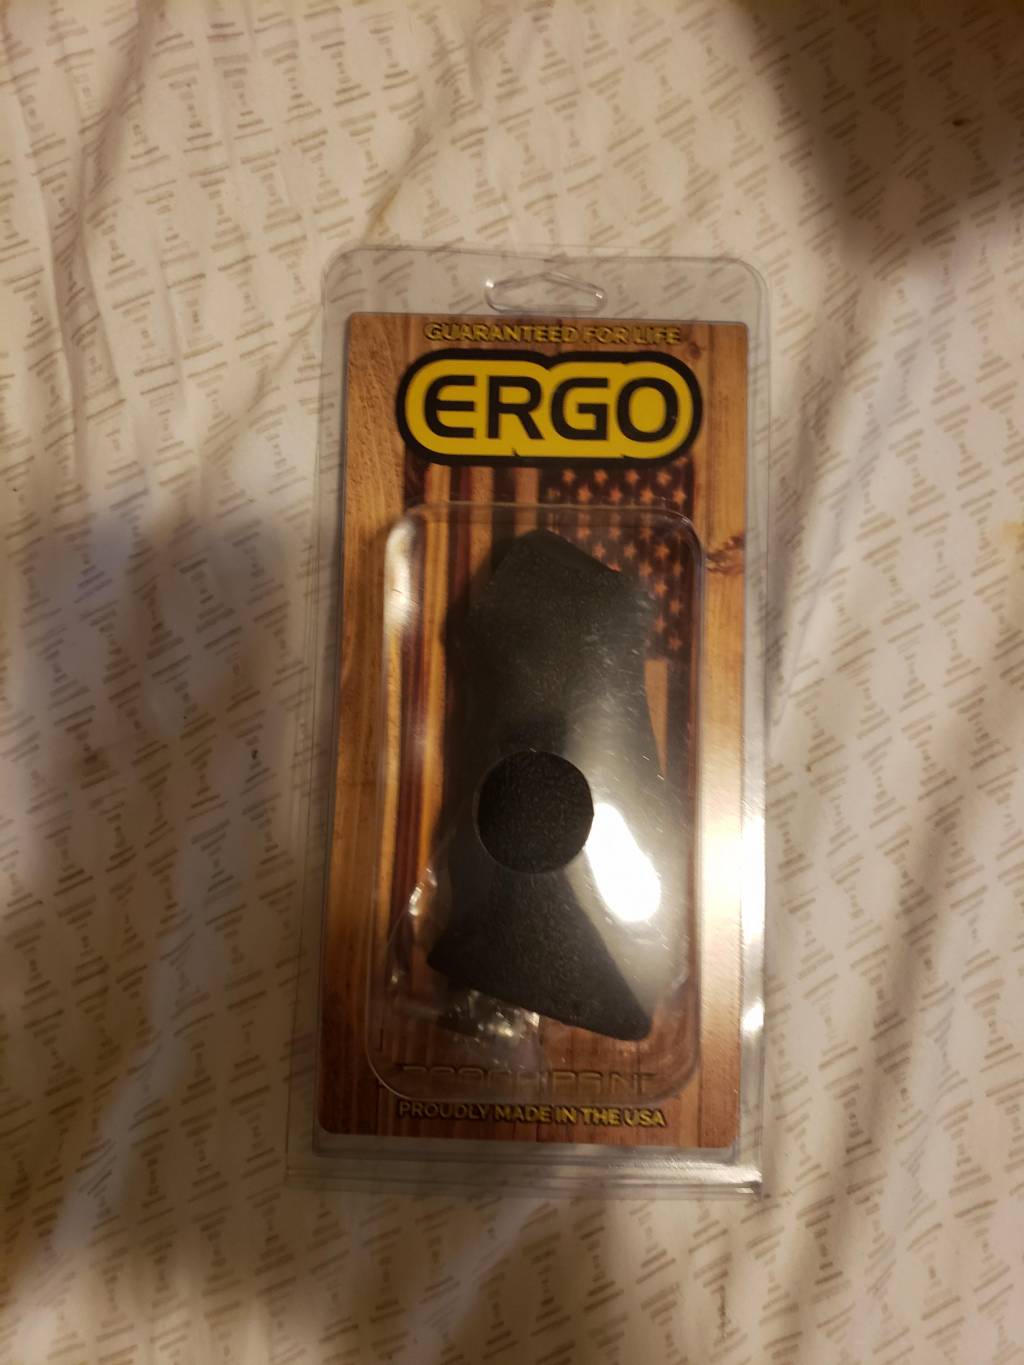 GUARANTEED FOR LIFE
ERGO
PROUDLY MADE IN THE USA